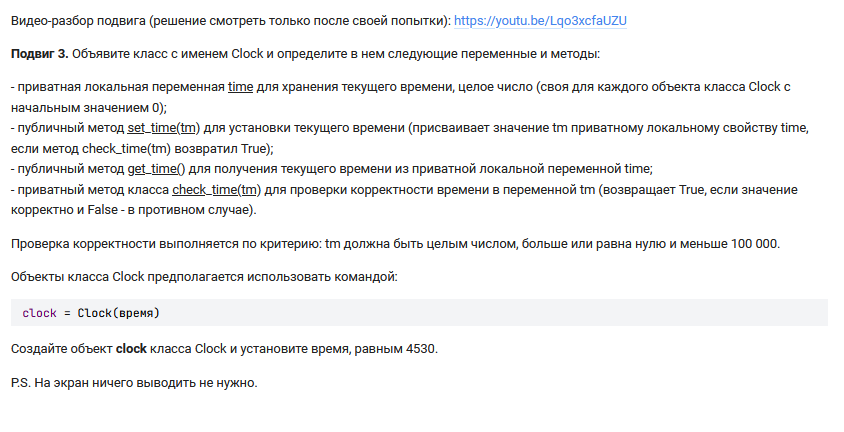 Видео-разбор подвига (решение смотреть только после своей попытки): https://youtu.be/Lqo3xcfaUZU
Подвиг 3. Объявите класс с именем Clock и определите в нем следующие переменные и методы:
- приватная локальная переменная time для хранения текущего времени, целое число (своя для каждого объекта класса Clock с
начальным значением 0);
- публичный метод set_time(tm) для установки текущего времени (присваивает значение tm приватному локальному свойству time,
если метод check_time(tm) возвратил True);
- публичный метод get_time() для получения текущего времени из приватной локальной переменной time;
- приватный метод класса check_time(tm) для проверки корректности времени в переменной tm (возвращает True, если значение
корректно и False - в противном случае).
Проверка корректности выполняется по критерию: tm должна быть целым числом, больше или равна нулю и меньше 100 000.
Объекты класса Clock предполагается использовать командой:
clock = Clock(время)
Создайте объект clock класса Clock и установите время, равным 4530.
P.S. На экран ничего выводить не нужно.